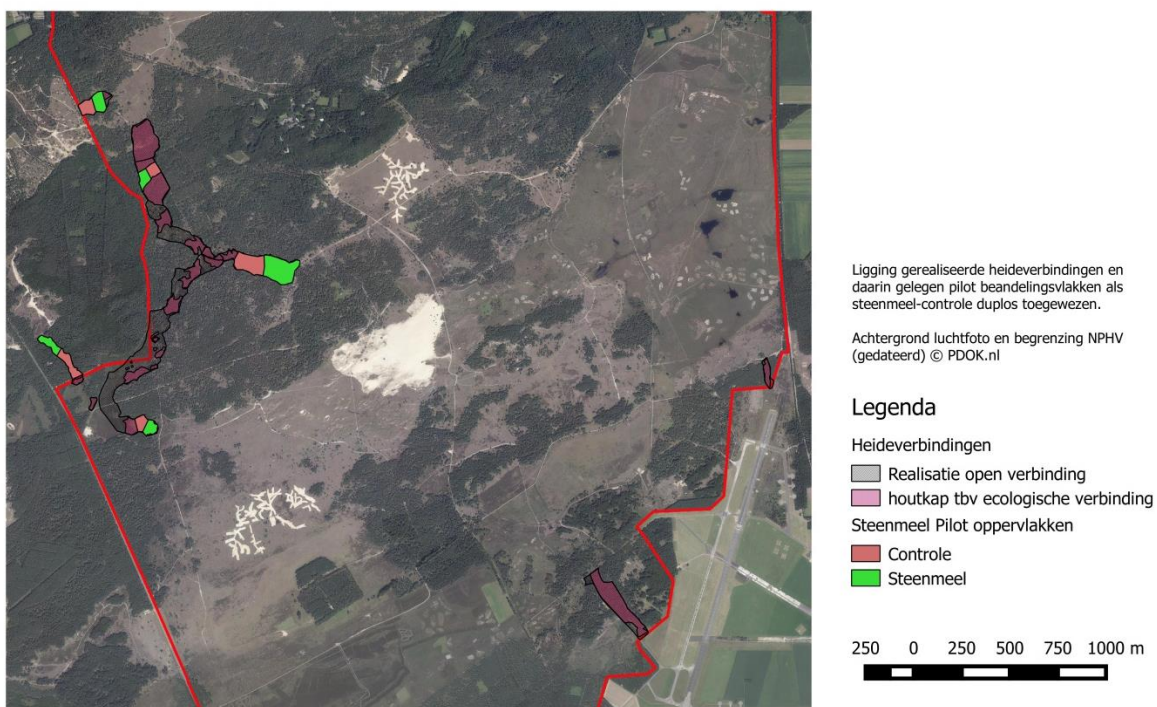 Ligging gerealiseerde heideverbindingen en
daarin gelegen pilot beandelingsvlakken als
steenmeel-controle duplos toegewezen.
Achtergrond luchtfoto en begrenzing NPHV
(gedateerd) © PDOK.nl
Legenda
Heideverbindingen
Realisatie open verbinding
houtkap tbv ecologische verbinding
Steenmeel Pilot oppervlakken
Controle
Steenmeel
250 0 250 500 750 1000 m